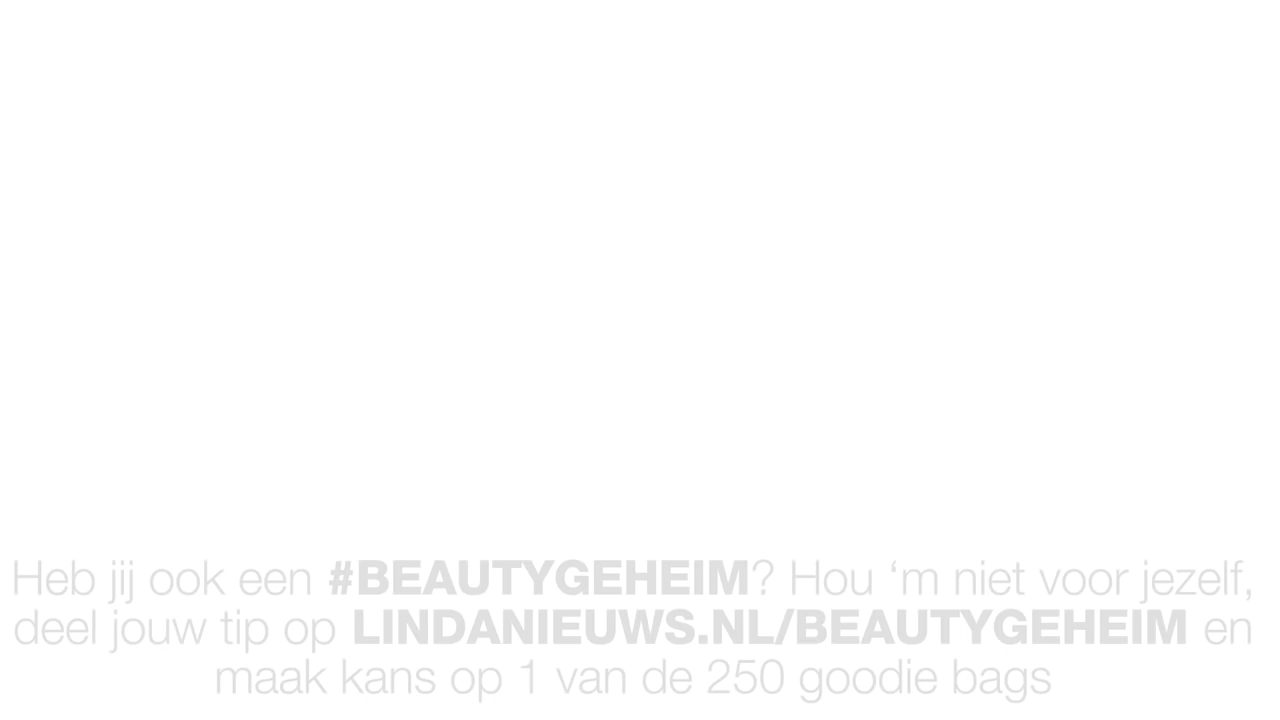 Heb jij ook een #BEAUTYGEHEIM? Hou ‘m niet voor jezelf,
deel jouw tip op LINDANIEUWS.NL/BEAUTYGEHEIM en
maak kans op 1 van de 250 goodie bags